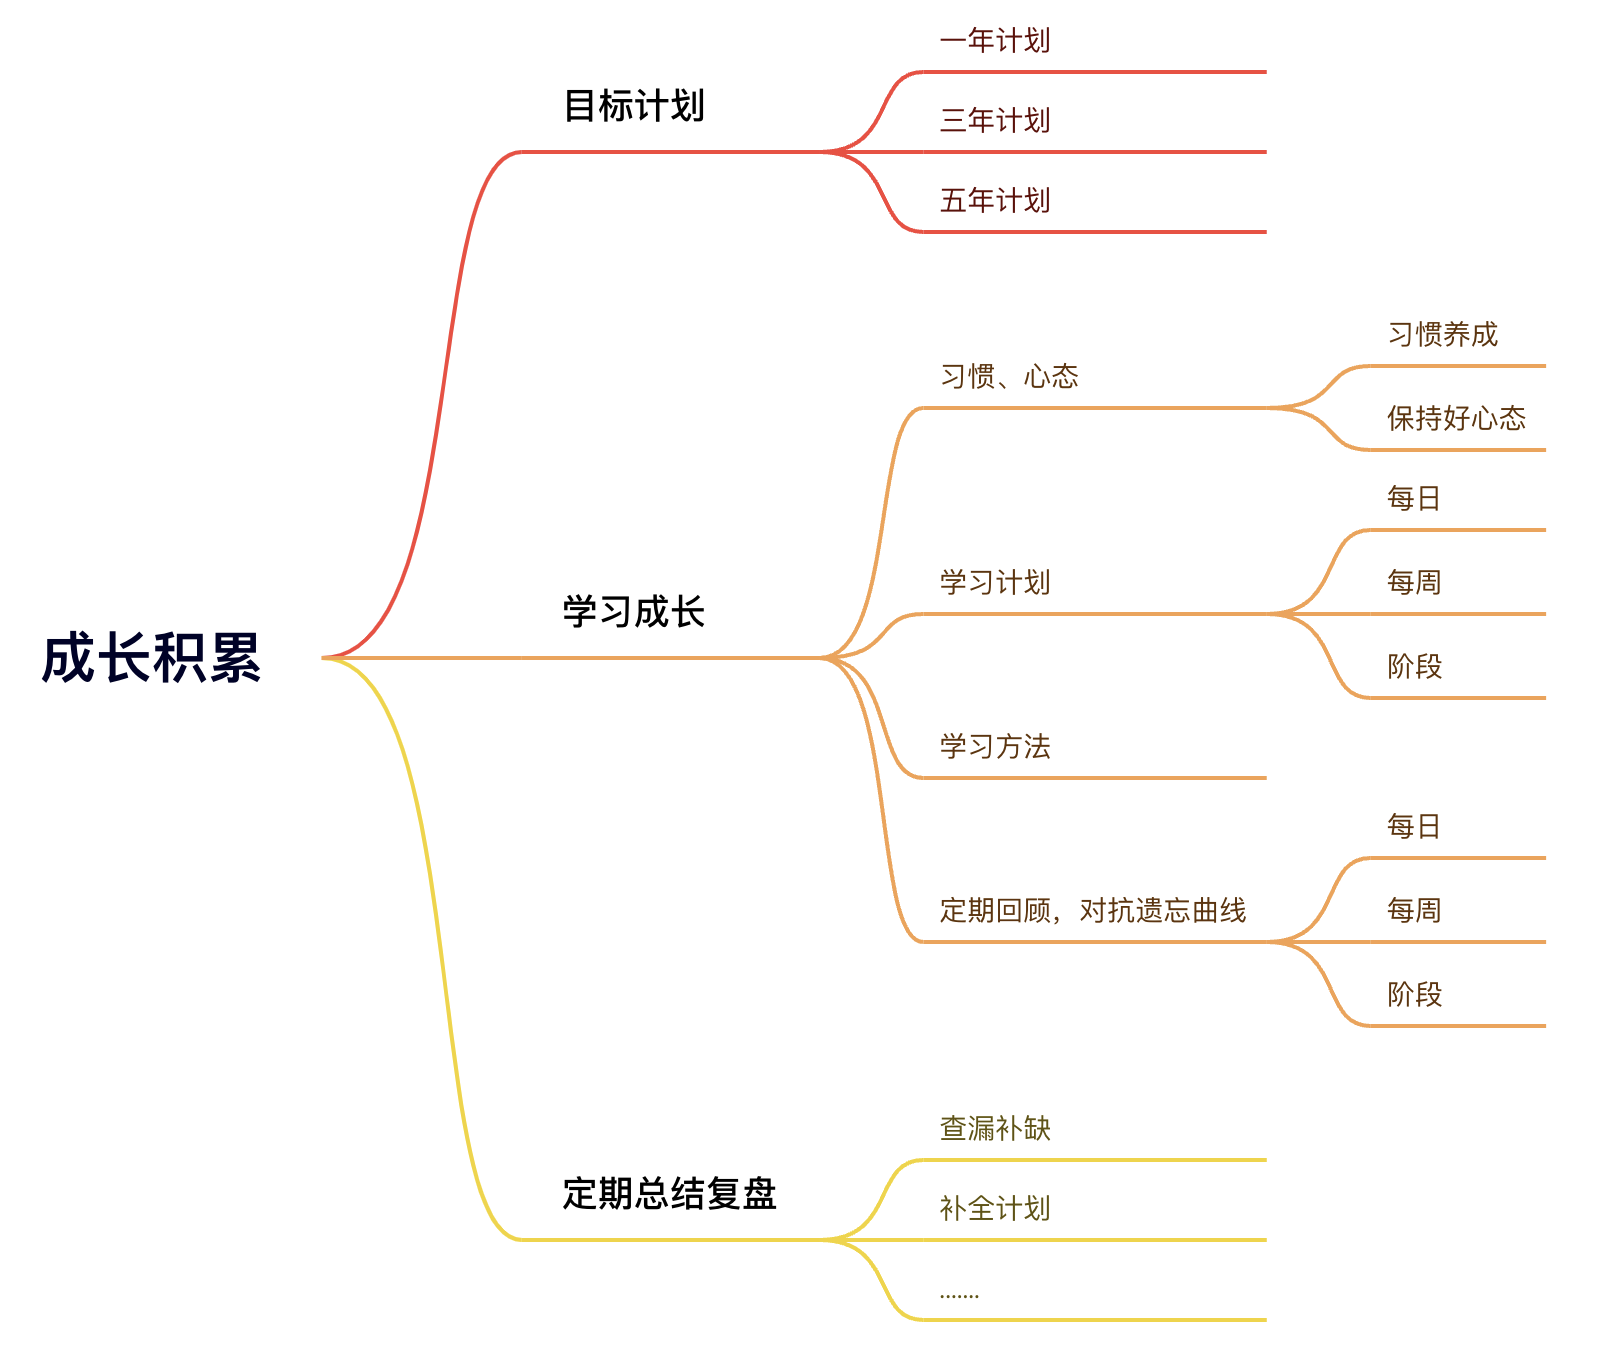 成长积累
目标计划
一年计划
三年计划
五年计划
学习成长
习惯、心态
习惯养成
保持好心态
学习计划
每日
每周
阶段
学习方法
定期回顾，对抗遗忘曲线
每日
每周
阶段
定期总结复盘
查漏补缺
补全计划
.......